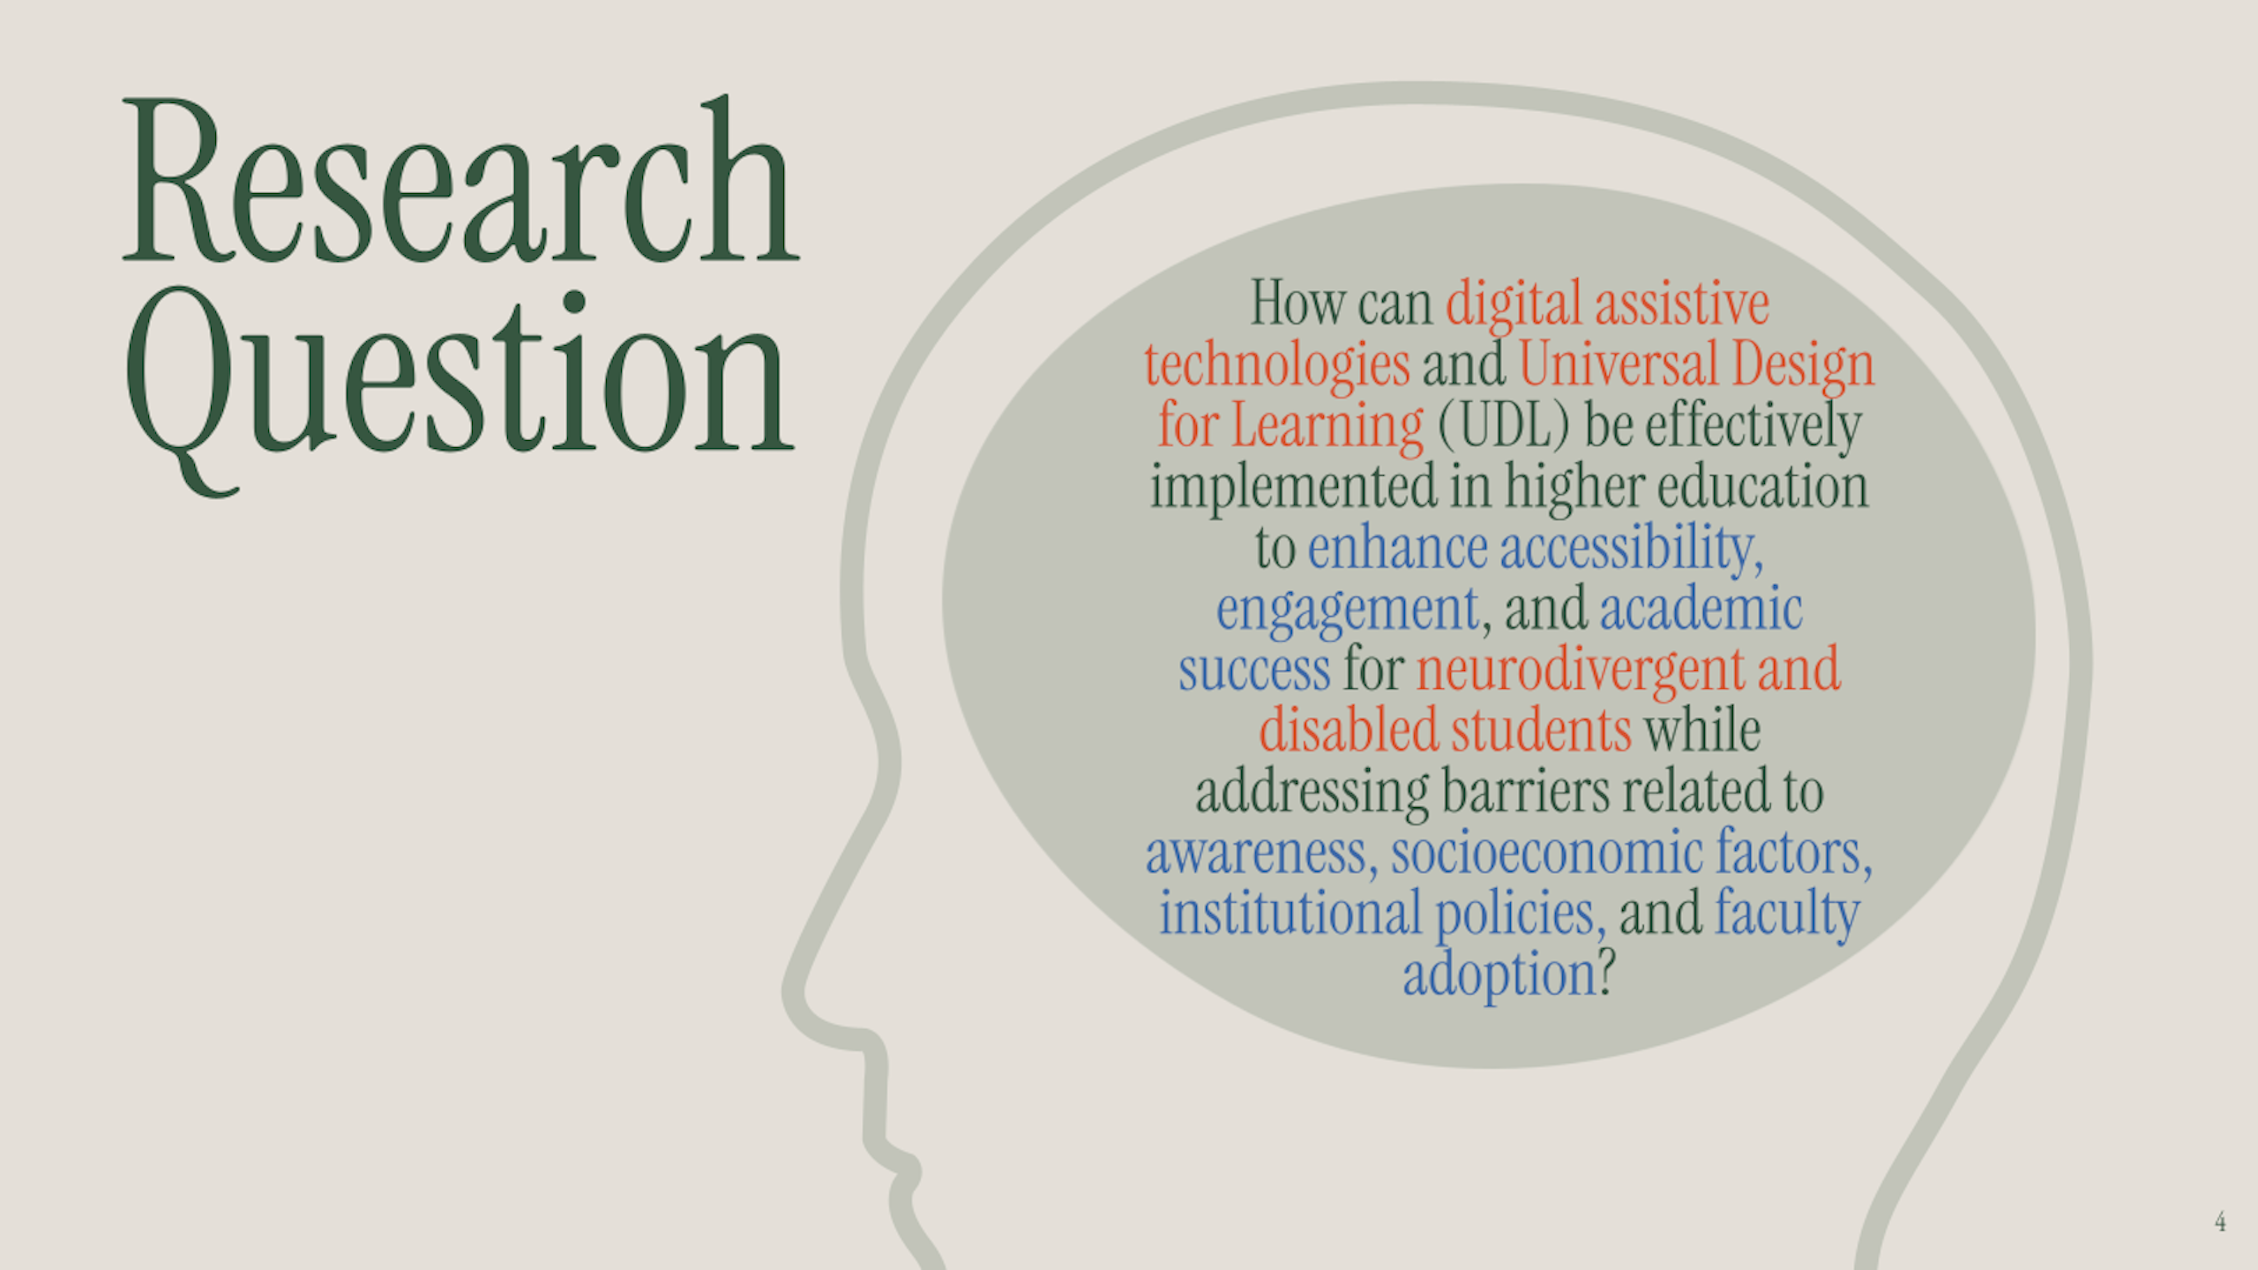 Research
Question
How can digital assistive
technologies and Universal Design
for Learning (UDL) be effectively
implemented in higher education
to enhance accessibility,
engagement, and academic
success for neurodivergent and
disabled students while
addressing barriers related to
awareness, socioeconomic factors,
institutional policies, and faculty
adoption?
4